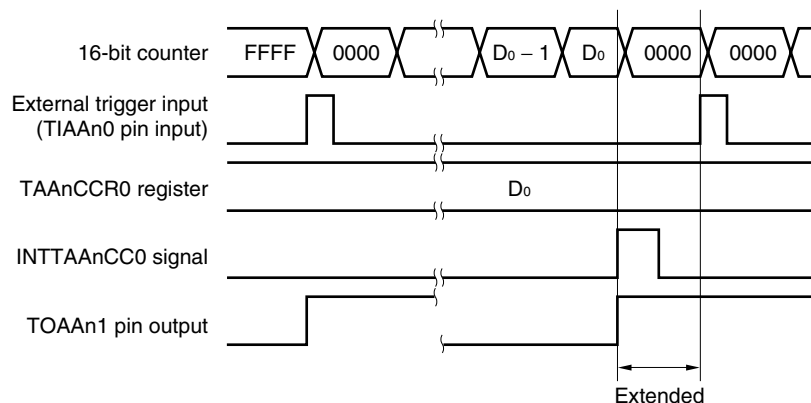 16-bit counter FFFF 0000 D₀ − 1 D₀ 0000 0000
External trigger input
(TIAAn0 pin input)
TAAnCCR0 register D₀
INTTAAnCC0 signal
TOAAn1 pin output
Extended